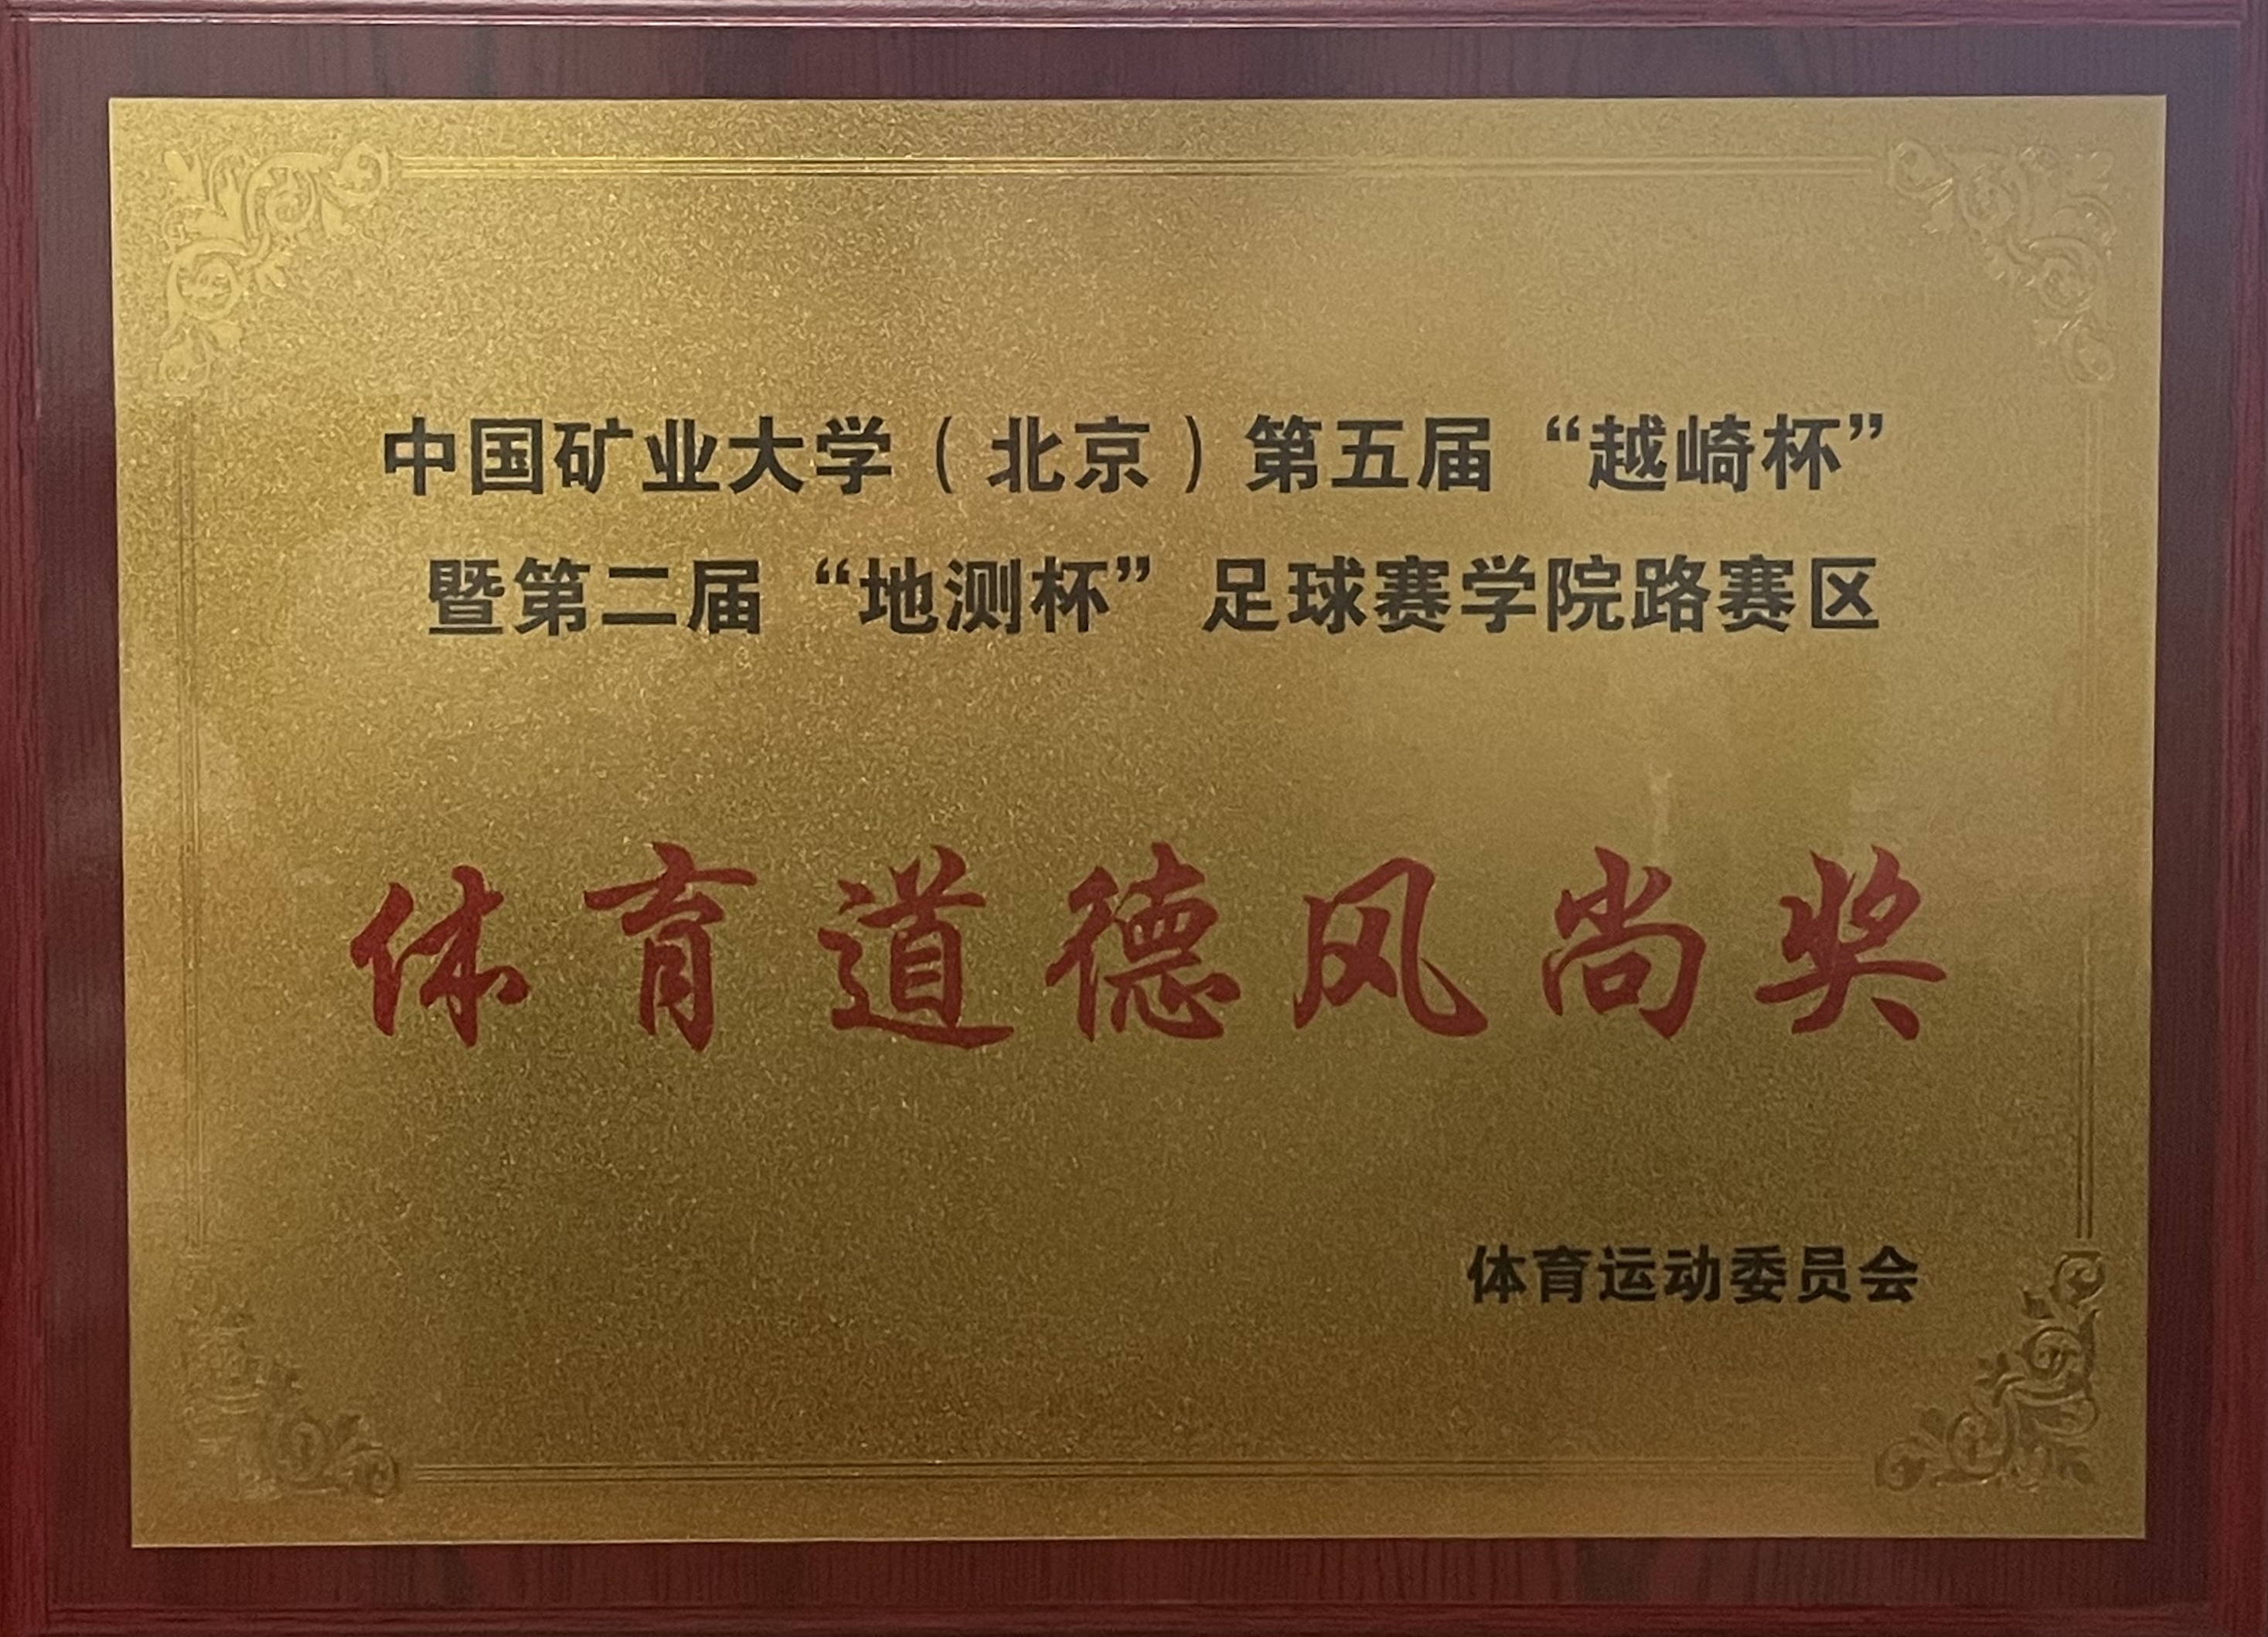 中国矿业大学（北京）第五届“越崎杯”
暨第二届“地测杯”足球赛学院路赛区
体育道德风尚奖
体育运动委员会